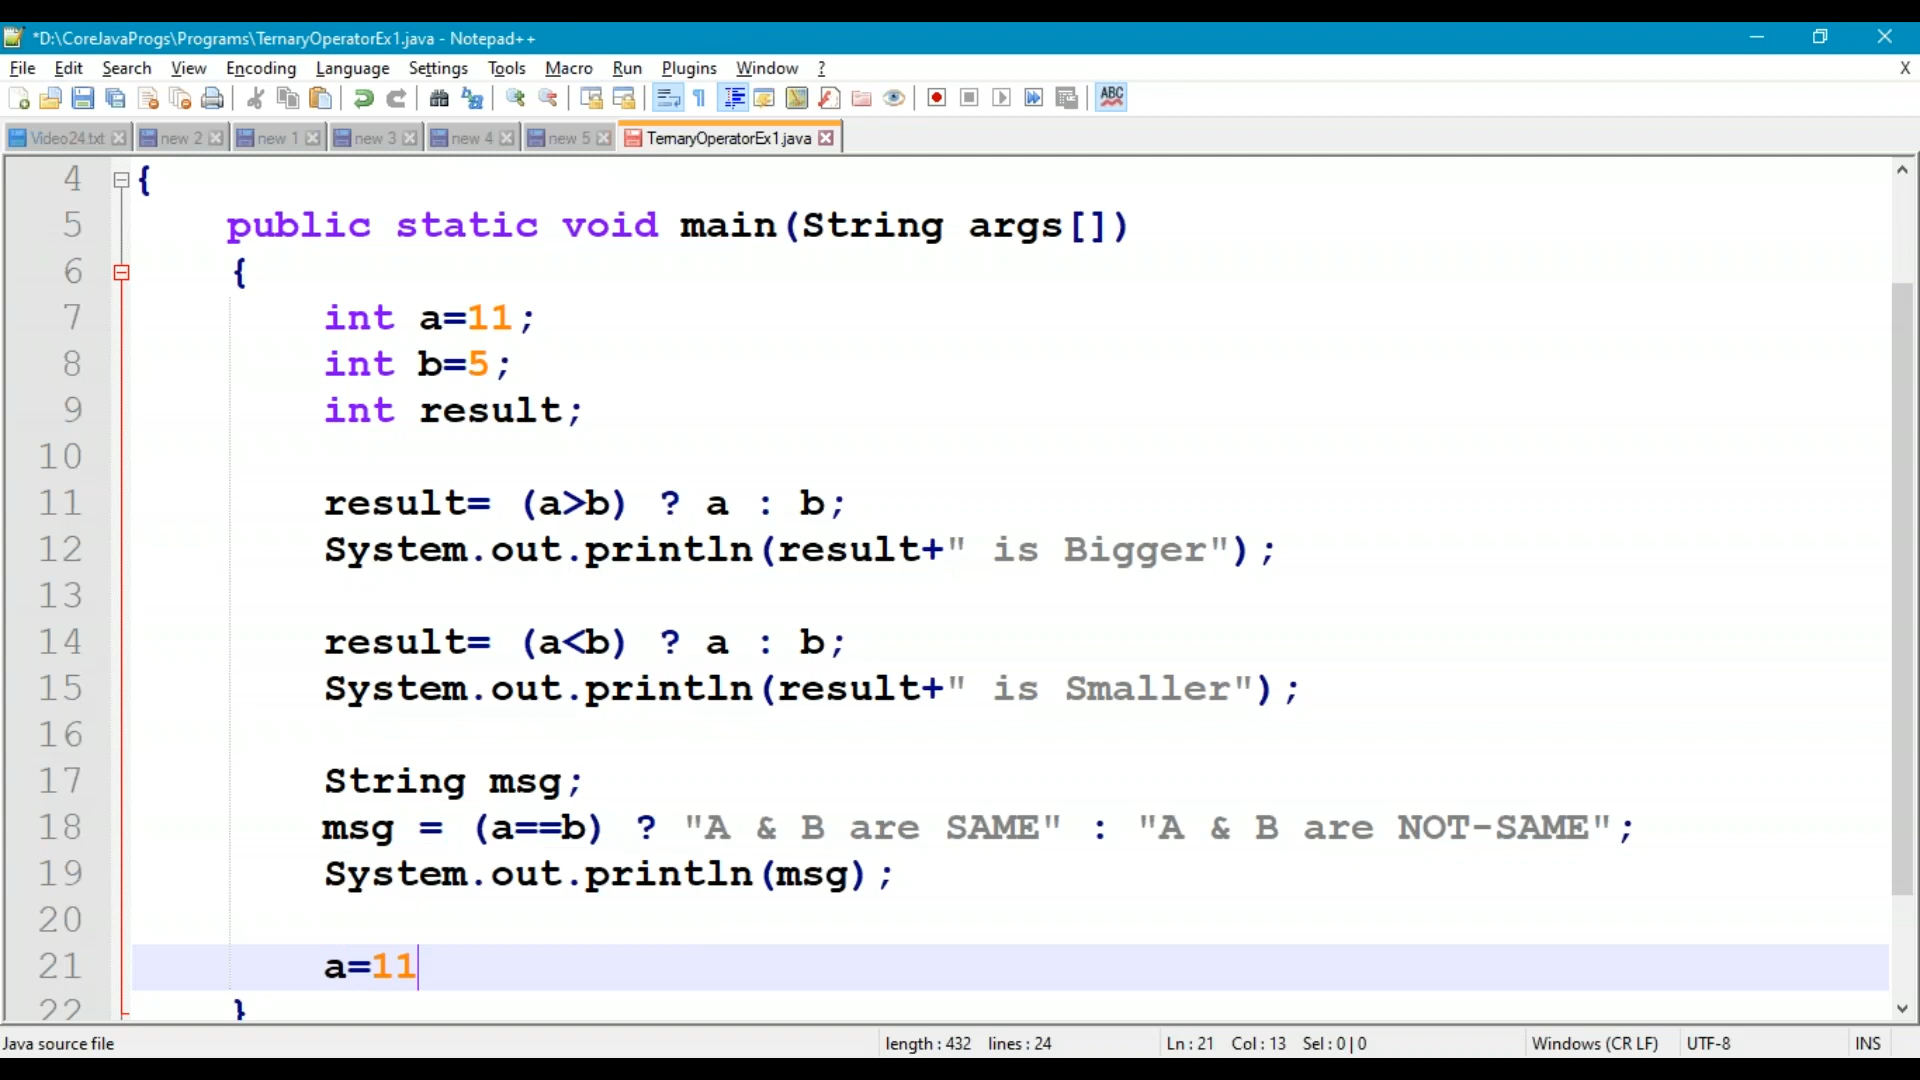 *D:\CoreJavaProgs\Programs\TernaryOperatorEx1.java - Notepad++
File Edit Search View Encoding Language Settings Tools Macro Run Plugins Window ? X
ABC
Video24.txt new 2 new 1 new 3 new 4 new 5 TernaryOperatorEx1.java
4 {
5 public static void main(String args[])
6 {
7 int a=11;
8 int b=5;
9 int result;
10
11 result= (a>b) ? a : b;
12 System.out.println(result+" is Bigger");
13
14 result= (a<b) ? a : b;
15 System.out.println(result+" is Smaller");
16
17 String msg;
18 msg = (a==b) ? "A & B are SAME" : "A & B are NOT-SAME";
19 System.out.println(msg);
20
21 a=11
22 }
Java source file length : 432 lines : 24 Ln : 21 Col : 13 Sel : 0 | 0 Windows (CR LF) UTF-8 INS